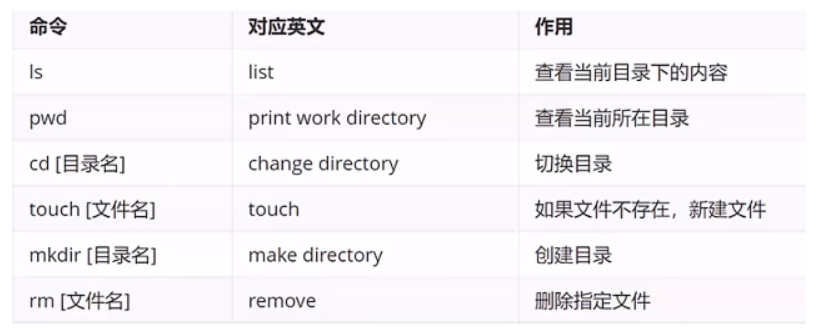 命令 对应英文 作用
ls list 查看当前目录下的内容
pwd print work directory 查看当前所在目录
cd [目录名] change directory 切换目录
touch [文件名] touch 如果文件不存在，新建文件
mkdir [目录名] make directory 创建目录
rm [文件名] remove 删除指定文件